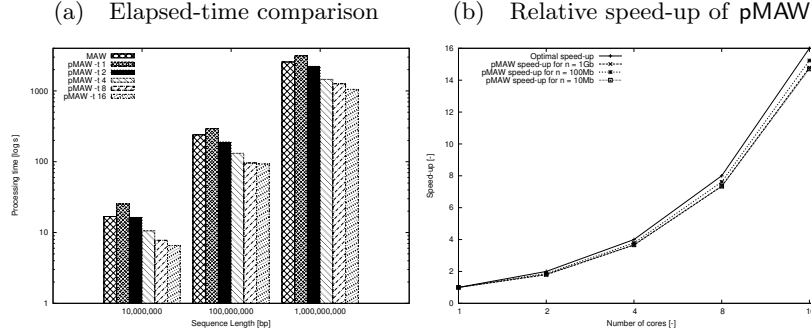 (a) Elapsed-time comparison
MAW
pMAW -t 1
pMAW -t 2
pMAW -t 4
pMAW -t 8
pMAW -t 16
1000
100
10
1
Processing time [log s]
10,000,000
100,000,000
1,000,000,000
Sequence Length [bp]
(b) Relative speed-up of pMAW
Optimal speed-up
pMAW speed-up for n = 1Gb
pMAW speed-up for n = 100Mb
pMAW speed-up for n = 10Mb
16
14
12
10
8
6
4
2
0
Speed-up [-]
1
2
4
8
Number of cores [-]